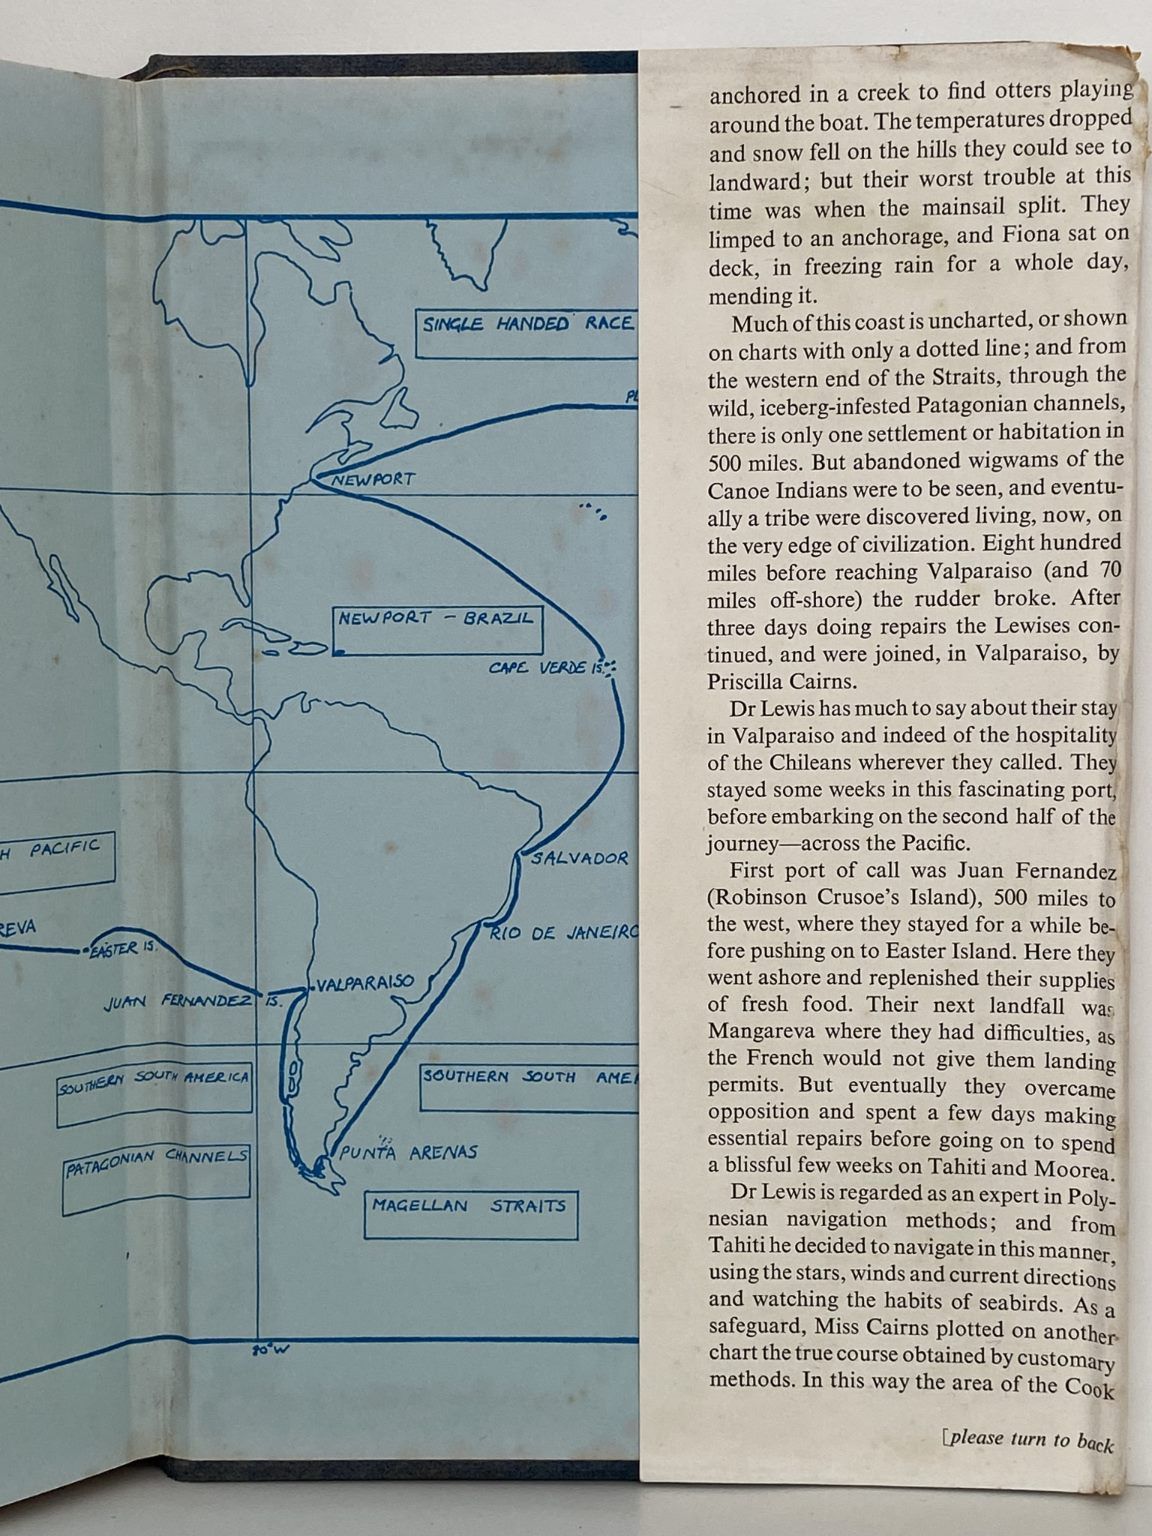 SINGLE HANDED RACE
NEWPORT
NEWPORT - BRAZIL
CAPE VERDE IS.
H PACIFIC
SALVADOR
REVA
EASTER IS.
RIO DE JANEIRO
VALPARAISO
JUAN FERNANDEZ IS.
SOUTHERN SOUTH AMERICA
SOUTHERN SOUTH AMER
PATAGONIAN CHANNELS
PUNTA ARENAS
MAGELLAN STRAITS
80°W
anchored in a creek to find otters playing
around the boat. The temperatures dropped
and snow fell on the hills they could see to
landward; but their worst trouble at this
time was when the mainsail split. They
limped to an anchorage, and Fiona sat on
deck, in freezing rain for a whole day,
mending it.
Much of this coast is uncharted, or shown
on charts with only a dotted line; and from
the western end of the Straits, through the
wild, iceberg-infested Patagonian channels,
there is only one settlement or habitation in
500 miles. But abandoned wigwams of the
Canoe Indians were to be seen, and eventu-
ally a tribe were discovered living, now, on
the very edge of civilization. Eight hundred
miles before reaching Valparaiso (and 70
miles off-shore) the rudder broke. After
three days doing repairs the Lewises con-
tinued, and were joined, in Valparaiso, by
Priscilla Cairns.
Dr Lewis has much to say about their stay
in Valparaiso and indeed of the hospitality
of the Chileans wherever they called. They
stayed some weeks in this fascinating port,
before embarking on the second half of the
journey—across the Pacific.
First port of call was Juan Fernandez
(Robinson Crusoe's Island), 500 miles to
the west, where they stayed for a while be-
fore pushing on to Easter Island. Here they
went ashore and replenished their supplies
of fresh food. Their next landfall was
Mangareva where they had difficulties, as
the French would not give them landing
permits. But eventually they overcame
opposition and spent a few days making
essential repairs before going on to spend
a blissful few weeks on Tahiti and Moorea.
Dr Lewis is regarded as an expert in Poly-
nesian navigation methods; and from
Tahiti he decided to navigate in this manner,
using the stars, winds and current directions
and watching the habits of seabirds. As a
safeguard, Miss Cairns plotted on another
chart the true course obtained by customary
methods. In this way the area of the Cook
[please turn to back